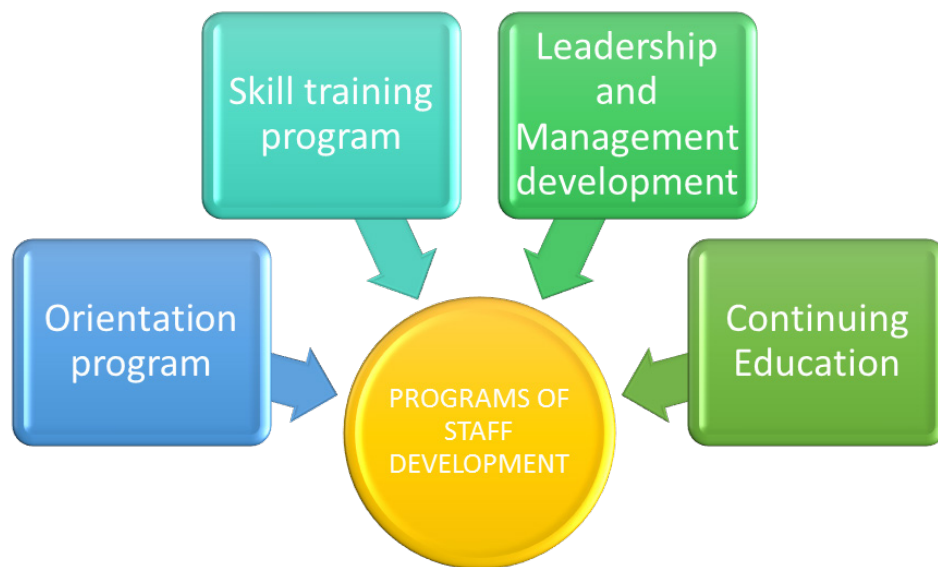 Orientation
program
Skill training
program
Leadership
and
Management
development
Continuing
Education
PROGRAMS OF
STAFF
DEVELOPMENT